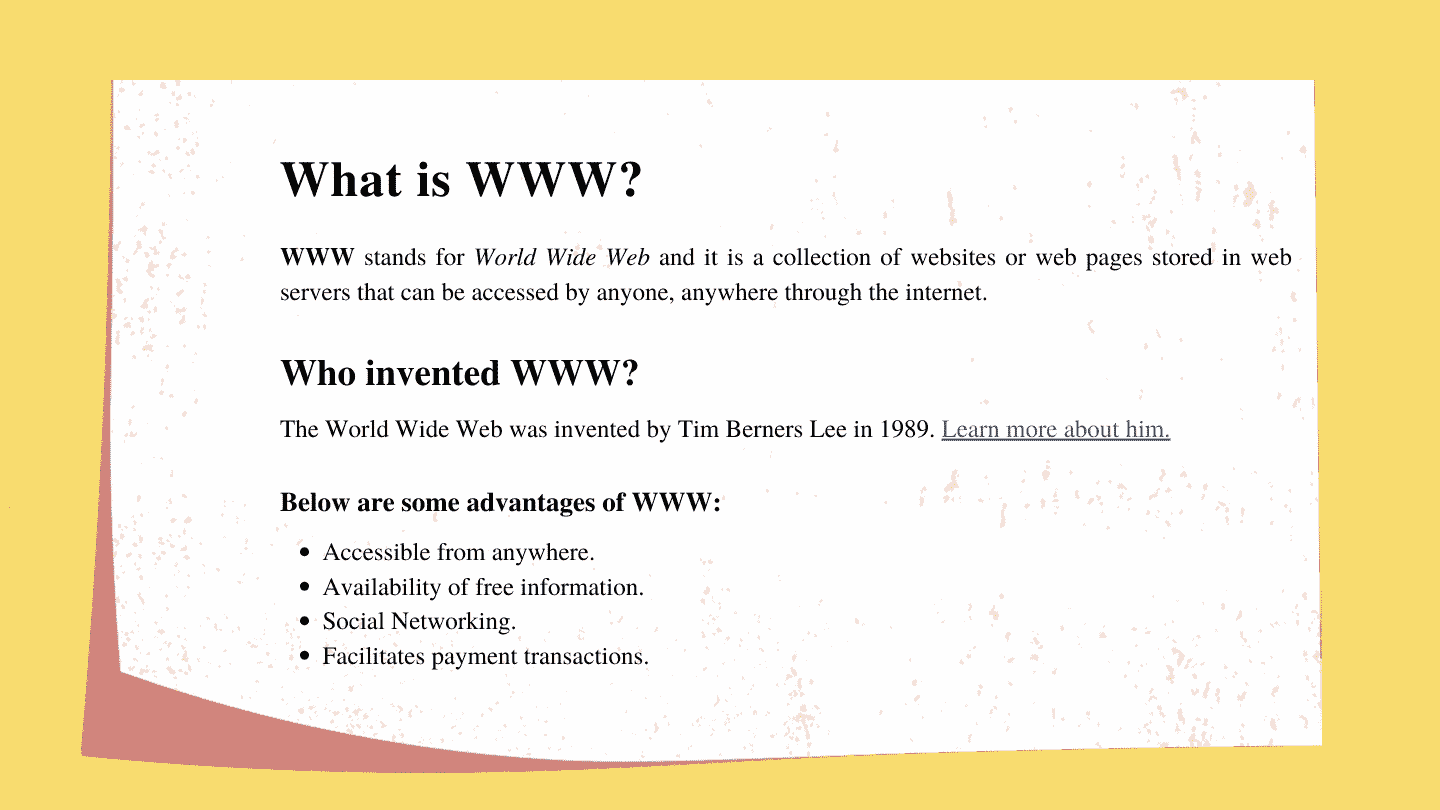 What is WWW?
WWW stands for World Wide Web and it is a collection of websites or web pages stored in web
servers that can be accessed by anyone, anywhere through the internet.
Who invented WWW?
The World Wide Web was invented by Tim Berners Lee in 1989. Learn more about him.
Below are some advantages of WWW:
• Accessible from anywhere.
• Availability of free information.
• Social Networking.
• Facilitates payment transactions.